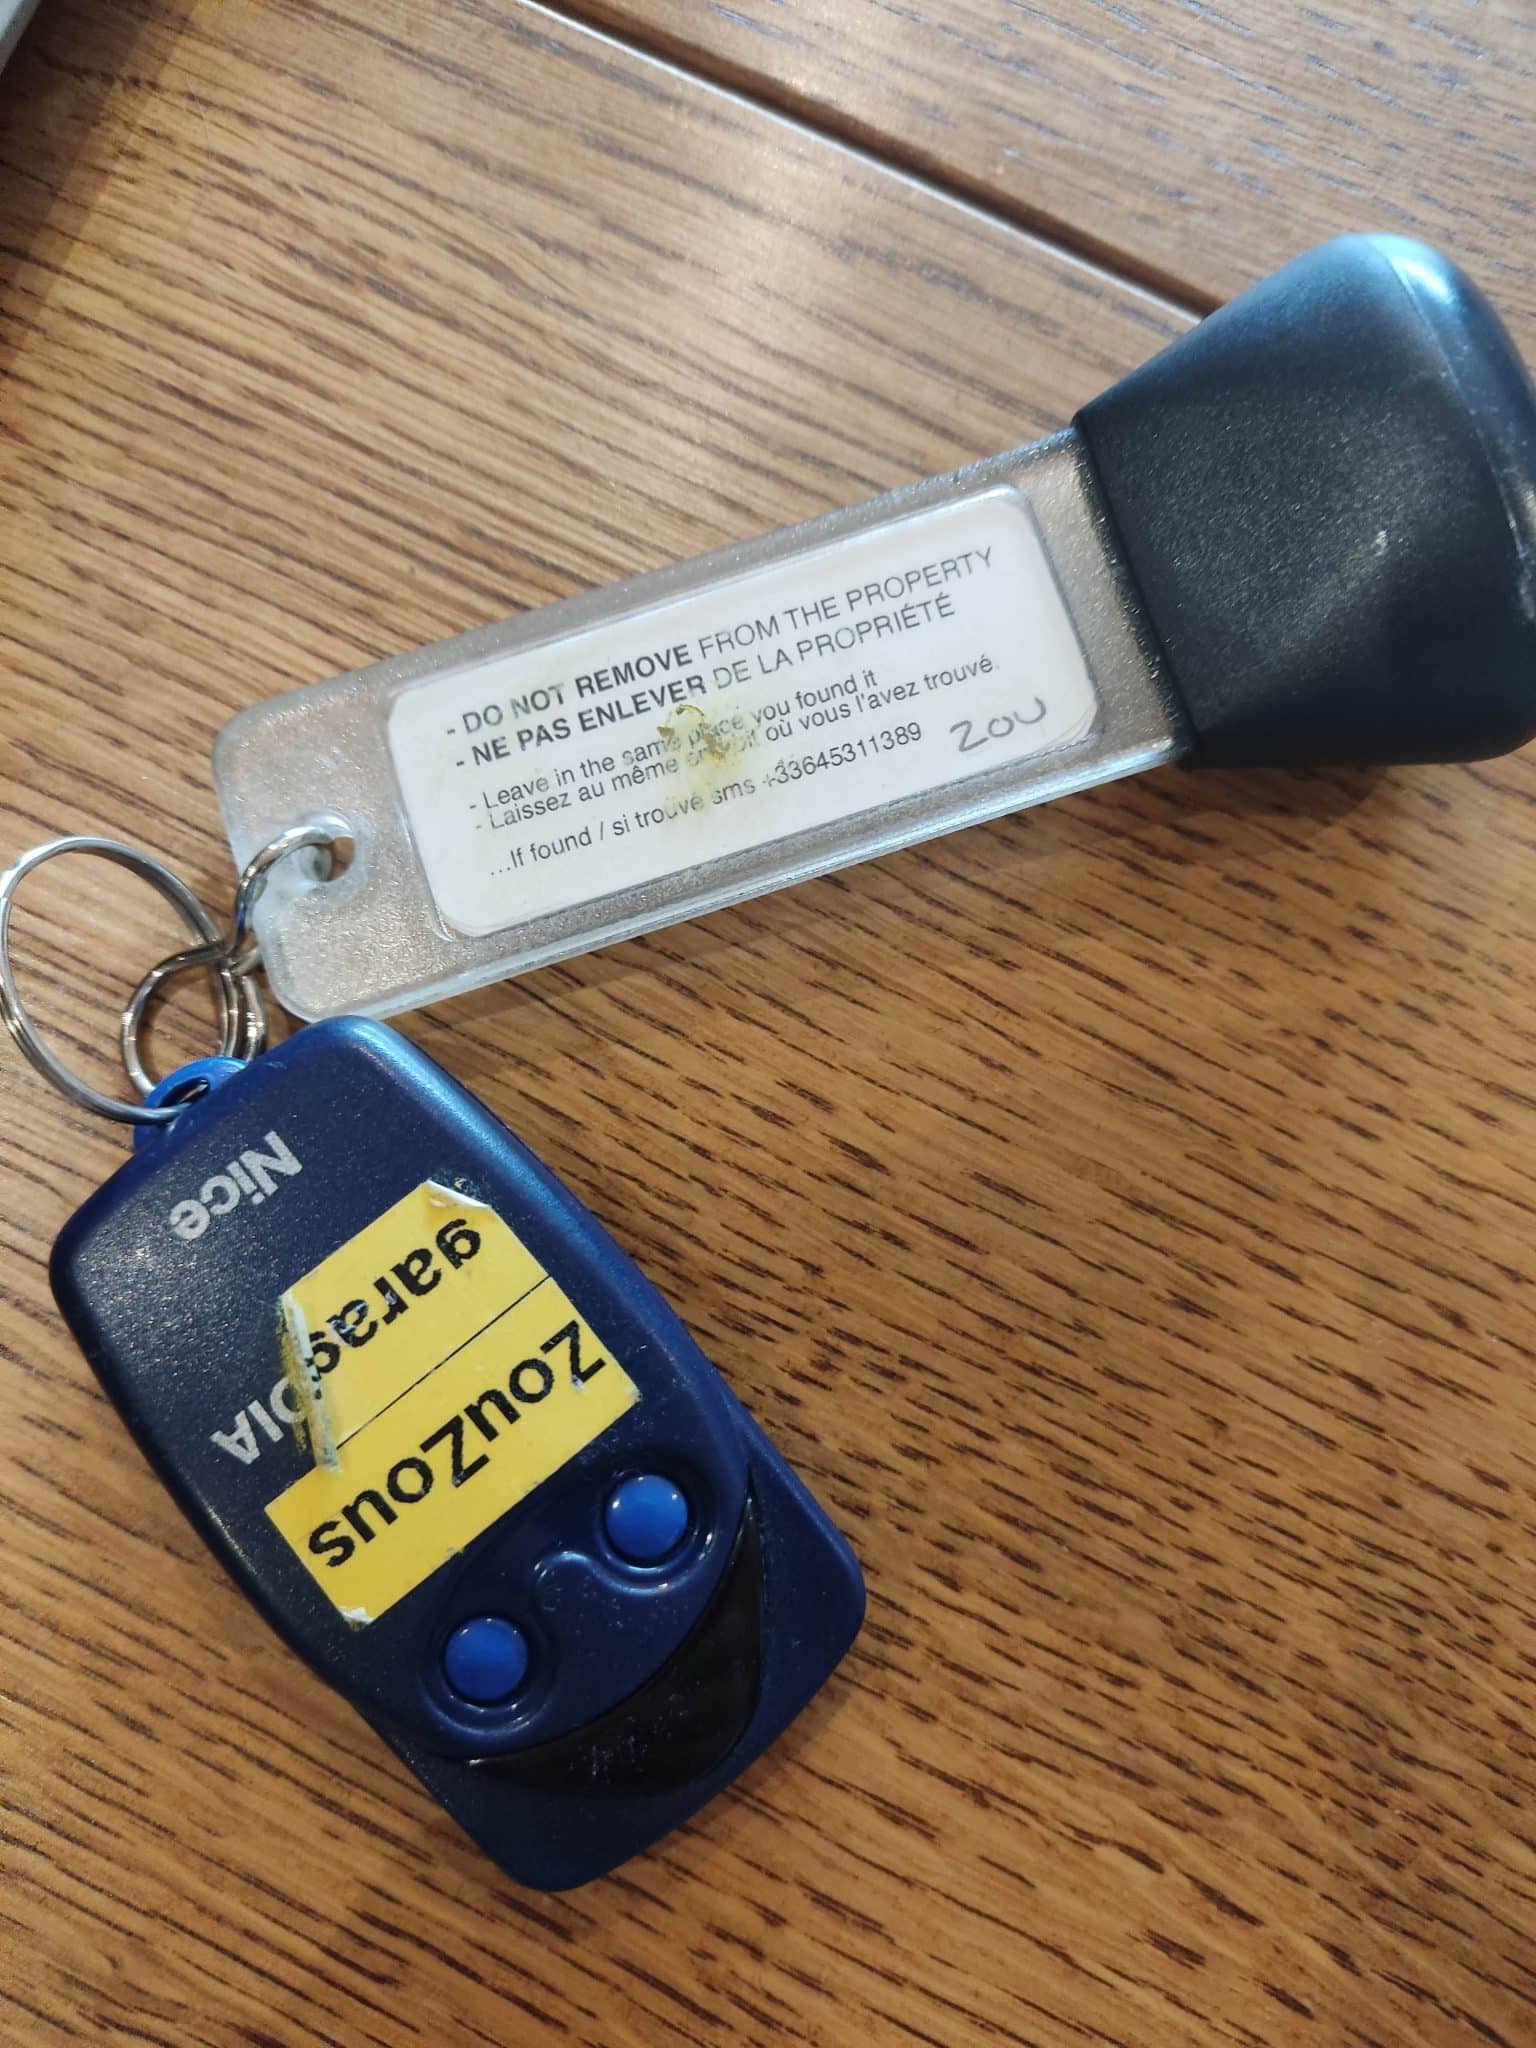 - DO NOT REMOVE FROM THE PROPERTY
- NE PAS ENLEVER DE LA PROPRIÉTÉ
- Leave in the same place you found it
- Laissez au même endroit où vous l'avez trouvé.
...If found / si trouvé sms +33645311389
ZOU
Nice
garag
ZouZous